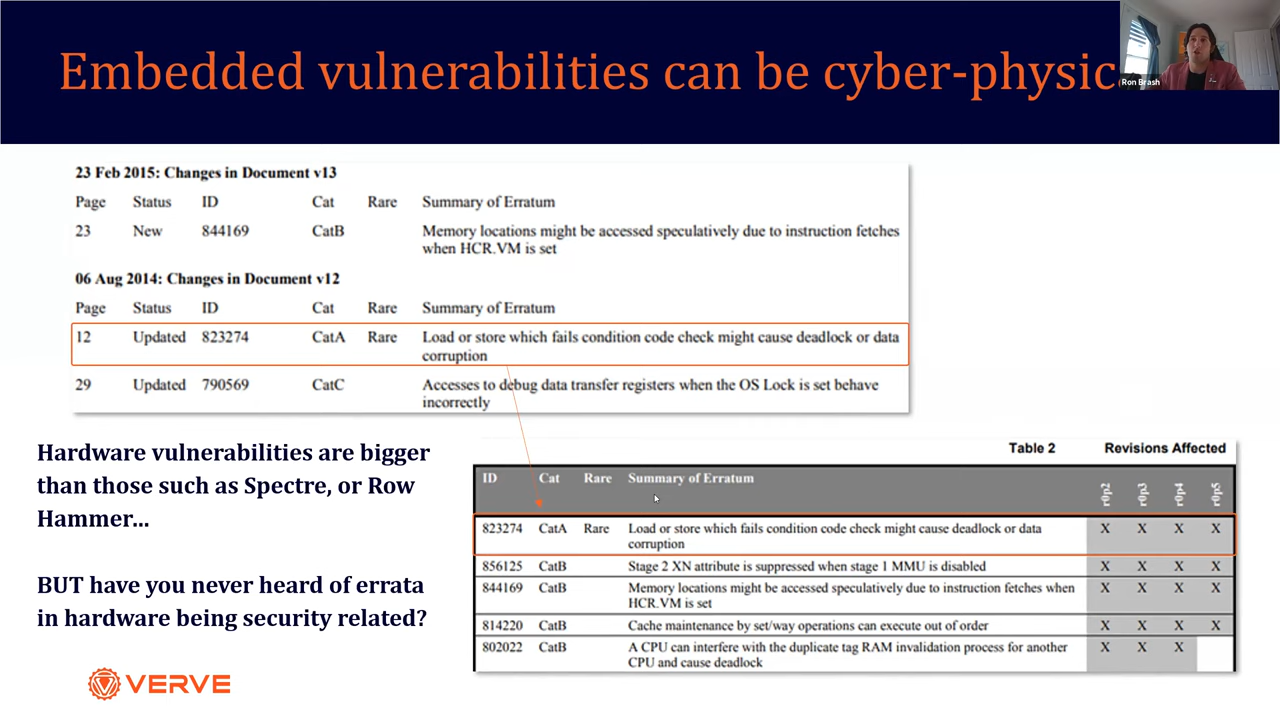 Embedded vulnerabilities can be cyber-physic
Ron Brash
23 Feb 2015: Changes in Document v13
Page Status ID Cat Rare Summary of Erratum
23 New 844169 CatB Memory locations might be accessed speculatively due to instruction fetches
when HCR.VM is set
06 Aug 2014: Changes in Document v12
Page Status ID Cat Rare Summary of Erratum
12 Updated 823274 CatA Rare Load or store which fails condition code check might cause deadlock or data
corruption
29 Updated 790569 CatC Accesses to debug data transfer registers when the OS Lock is set behave
incorrectly
Hardware vulnerabilities are bigger
than those such as Spectre, or Row
Hammer...
BUT have you never heard of errata
in hardware being security related?
VERVE
Table 2 Revisions Affected
ID Cat Rare Summary of Erratum r0p2 r0p3 r0p4 r0p5
823274 CatA Rare Load or store which fails condition code check might cause deadlock or data X X X X
corruption
856125 CatB Stage 2 XN attribute is suppressed when stage 1 MMU is disabled X X X X
844169 CatB Memory locations might be accessed speculatively due to instruction fetches when X X X X
HCR.VM is set
814220 CatB Cache maintenance by set/way operations can execute out of order X X X X
802022 CatB A CPU can interfere with the duplicate tag RAM invalidation process for another X X X
CPU and cause deadlock